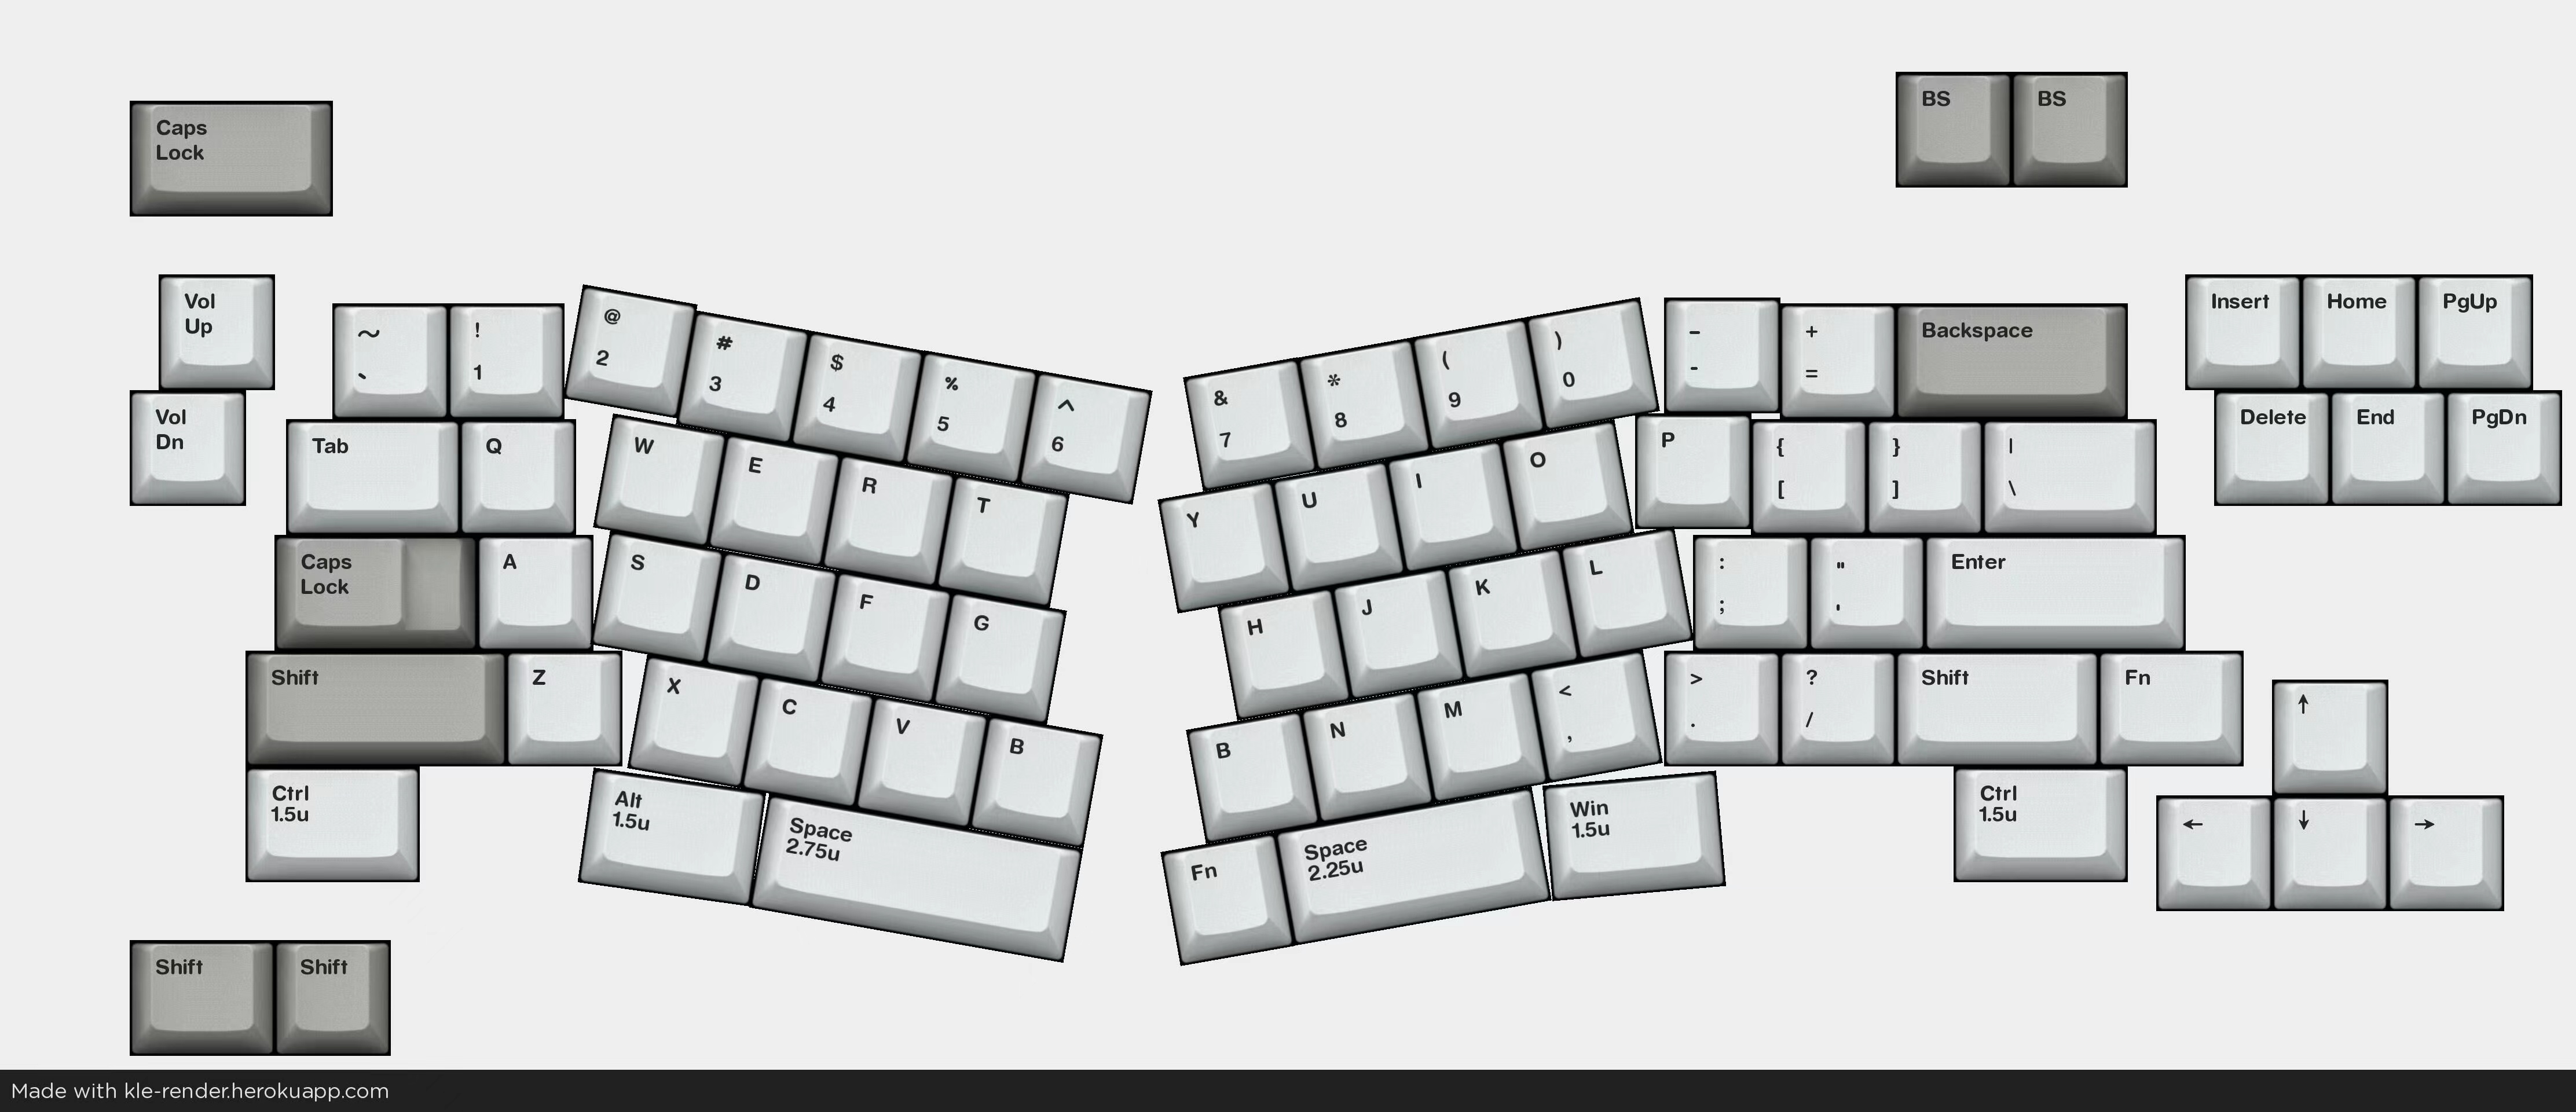 Caps
Lock
BS BS
Vol
Up
~ ` ! 1 @ 2 # 3 $ 4 % 5 ^ 6 & 7 * 8 ( 9 ) 0 _ - + = Backspace Insert Home PgUp
Vol
Dn
Tab Q W E R T Y U I O P { [ } ] | \ Delete End PgDn
Caps
Lock
A S D F G H J K L : ; " ' Enter
Shift Z X C V B B N M < , > . ? / Shift Fn ↑
Ctrl
1.5u
Alt
1.5u
Space
2.75u
Fn
Space
2.25u
Win
1.5u
Ctrl
1.5u
← ↓ →
Shift Shift
Made with kle-render.herokuapp.com